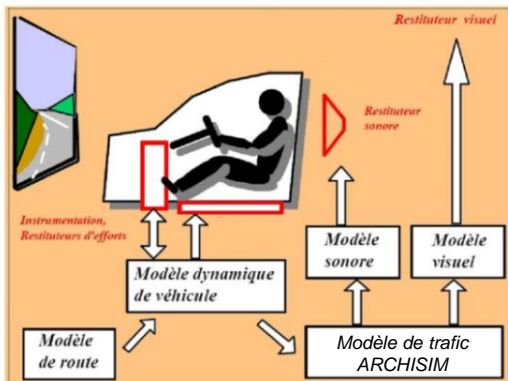 Restituteur visuel
Restituteur
sonore
Instrumentation,
Restituteurs d'efforts
Modèle dynamique
de véhicule
Modèle
sonore
Modèle
visuel
Modèle
de route
Modèle de trafic
ARCHISIM